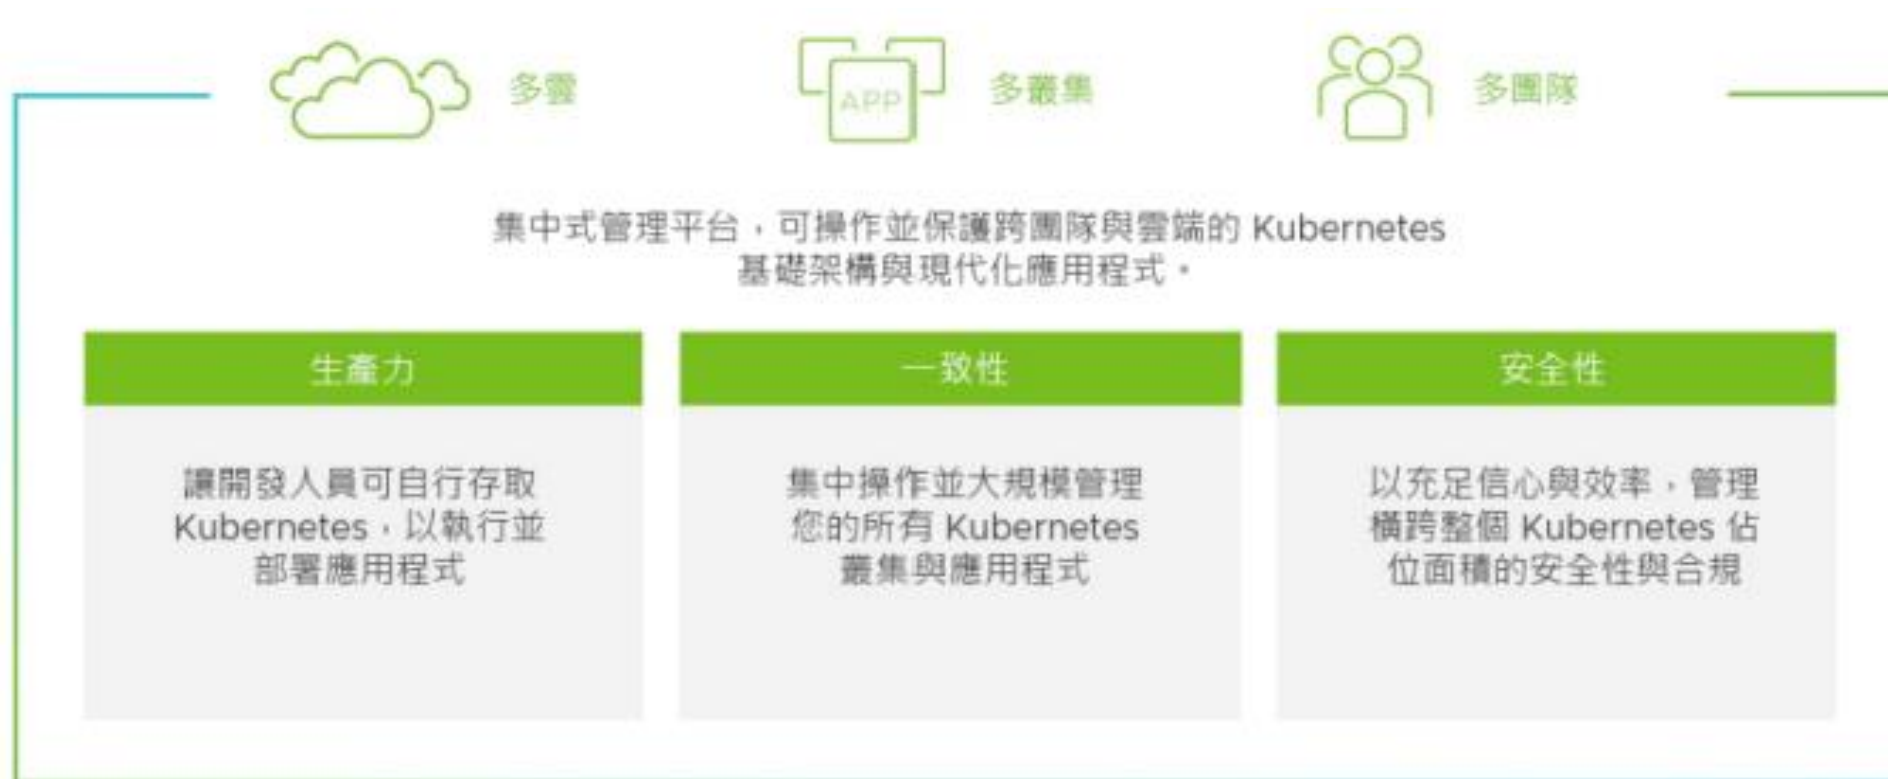 多雲
APP
多叢集
多團隊
集中式管理平台，可操作並保護跨團隊與雲端的 Kubernetes
基礎架構與現代化應用程式。
生產力
讓開發人員可自行存取
Kubernetes，以執行並
部署應用程式
一致性
集中操作並大規模管理
您的所有 Kubernetes
叢集與應用程式
安全性
以充足信心與效率，管理
橫跨整個 Kubernetes 佔
位面積的安全性與合規